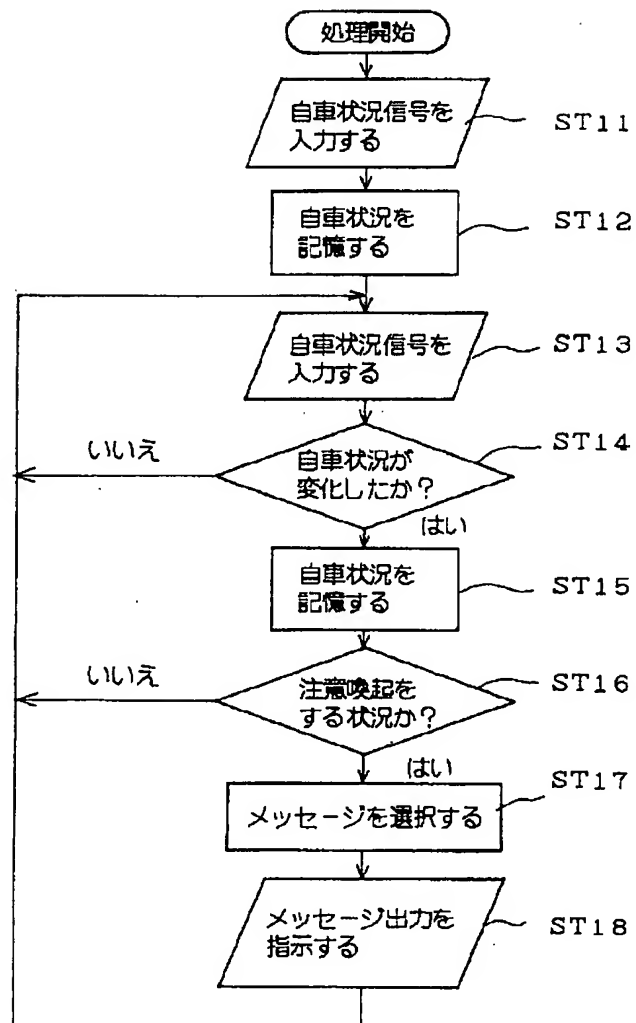 処理開始
自車状況信号を
入力する
ST11
自車状況を
記憶する
ST12
自車状況信号を
入力する
ST13
いいえ
自車状況が
変化したか?
ST14
はい
自車状況を
記憶する
ST15
いいえ
注意喚起を
する状況か?
ST16
はい
メッセージを選択する
ST17
メッセージ出力を
指示する
ST18